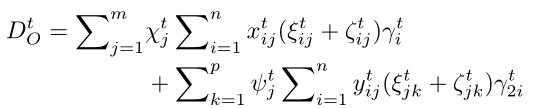 $D_O^t = \sum_{j=1}^{m} \chi_j^t \sum_{i=1}^{n} x_{ij}^t (\xi_{ij}^t + \zeta_{ij}^t) \gamma_i^t$
$+ \sum_{k=1}^{p} \psi_j^t \sum_{i=1}^{n} y_{ij}^t (\xi_{jk}^t + \zeta_{jk}^t) \gamma_{2i}^t$